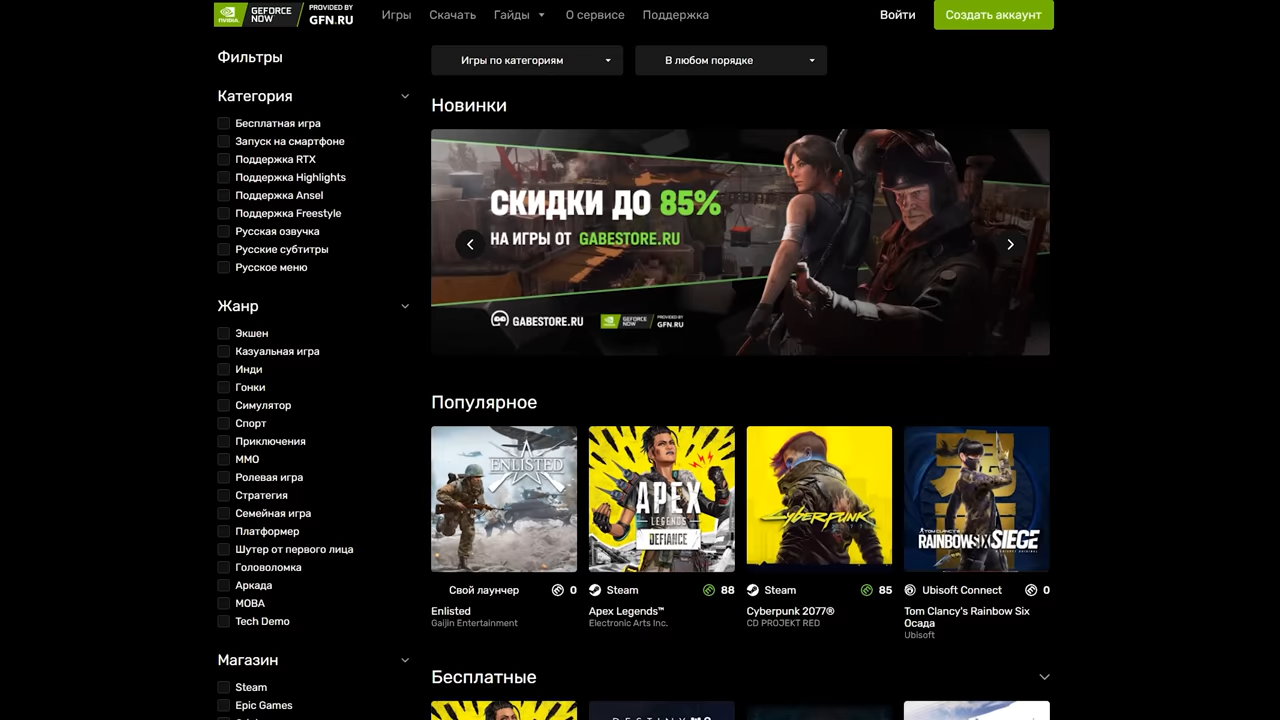 NVIDIA.
GEFORCE
NOW
PROVIDED BY
GFN.RU
Игры
Скачать
Гайды
О сервисе
Поддержка
Войти
Создать аккаунт
Фильтры
Категория
Бесплатная игра
Запуск на смартфоне
Поддержка RTX
Поддержка Highlights
Поддержка Ansel
Поддержка Freestyle
Русская озвучка
Русские субтитры
Русское меню
Жанр
Экшен
Казуальная игра
Инди
Гонки
Симулятор
Спорт
Приключения
MMO
Ролевая игра
Стратегия
Семейная игра
Платформер
Шутер от первого лица
Головоломка
Аркада
MOBA
Tech Demo
Магазин
Steam
Epic Games
Игры по категориям
В любом порядке
Новинки
СКИДКИ ДО 85%
НА ИГРЫ ОТ GABESTORE.RU
GABESTORE.RU
NVIDIA.
GEFORCE
NOW
PROVIDED BY
GFN.RU
Популярное
ENLISTED
APEX
LEGENDS
DEFIANCE
CYBERPUNK
TOM CLANCY'S
RAINBOW SIX SIEGE
Свой лаунчер 0
Enlisted
Gaijin Entertainment
Steam 88
Apex Legends™
Electronic Arts Inc.
Steam 85
Cyberpunk 2077®
CD PROJEKT RED
Ubisoft Connect 0
Tom Clancy's Rainbow Six
Осада
Ubisoft
Бесплатные